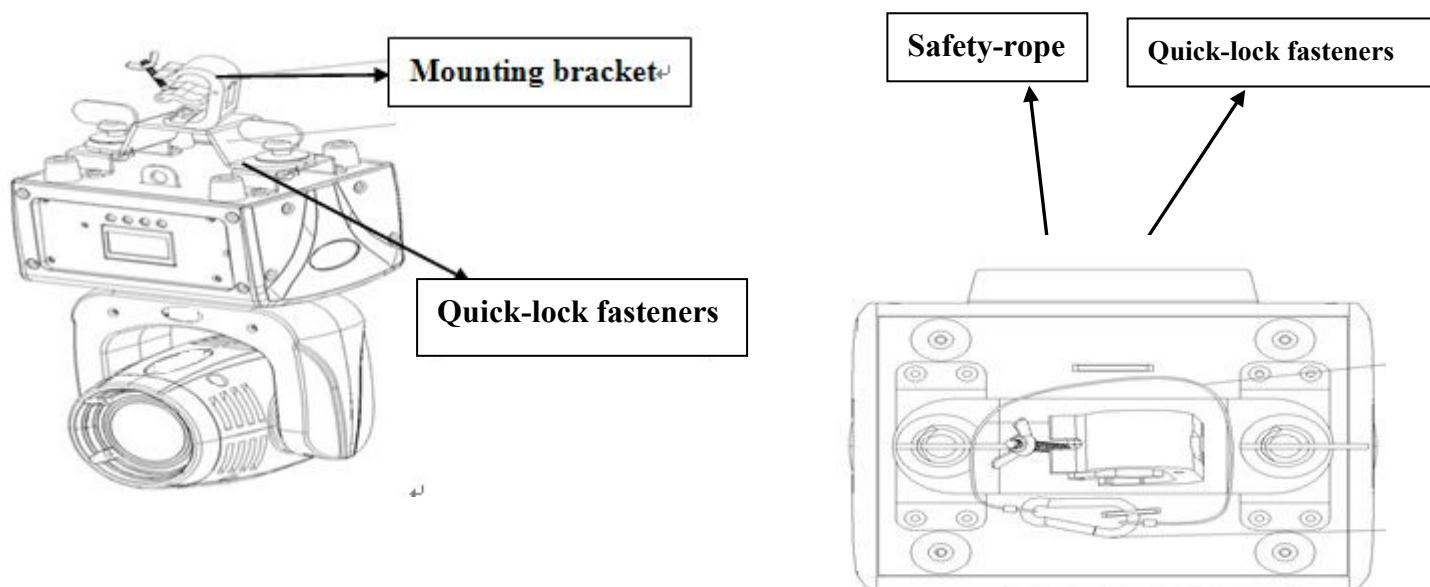 Safety-rope
Quick-lock fasteners
Mounting bracket↵
Quick-lock fasteners
↵